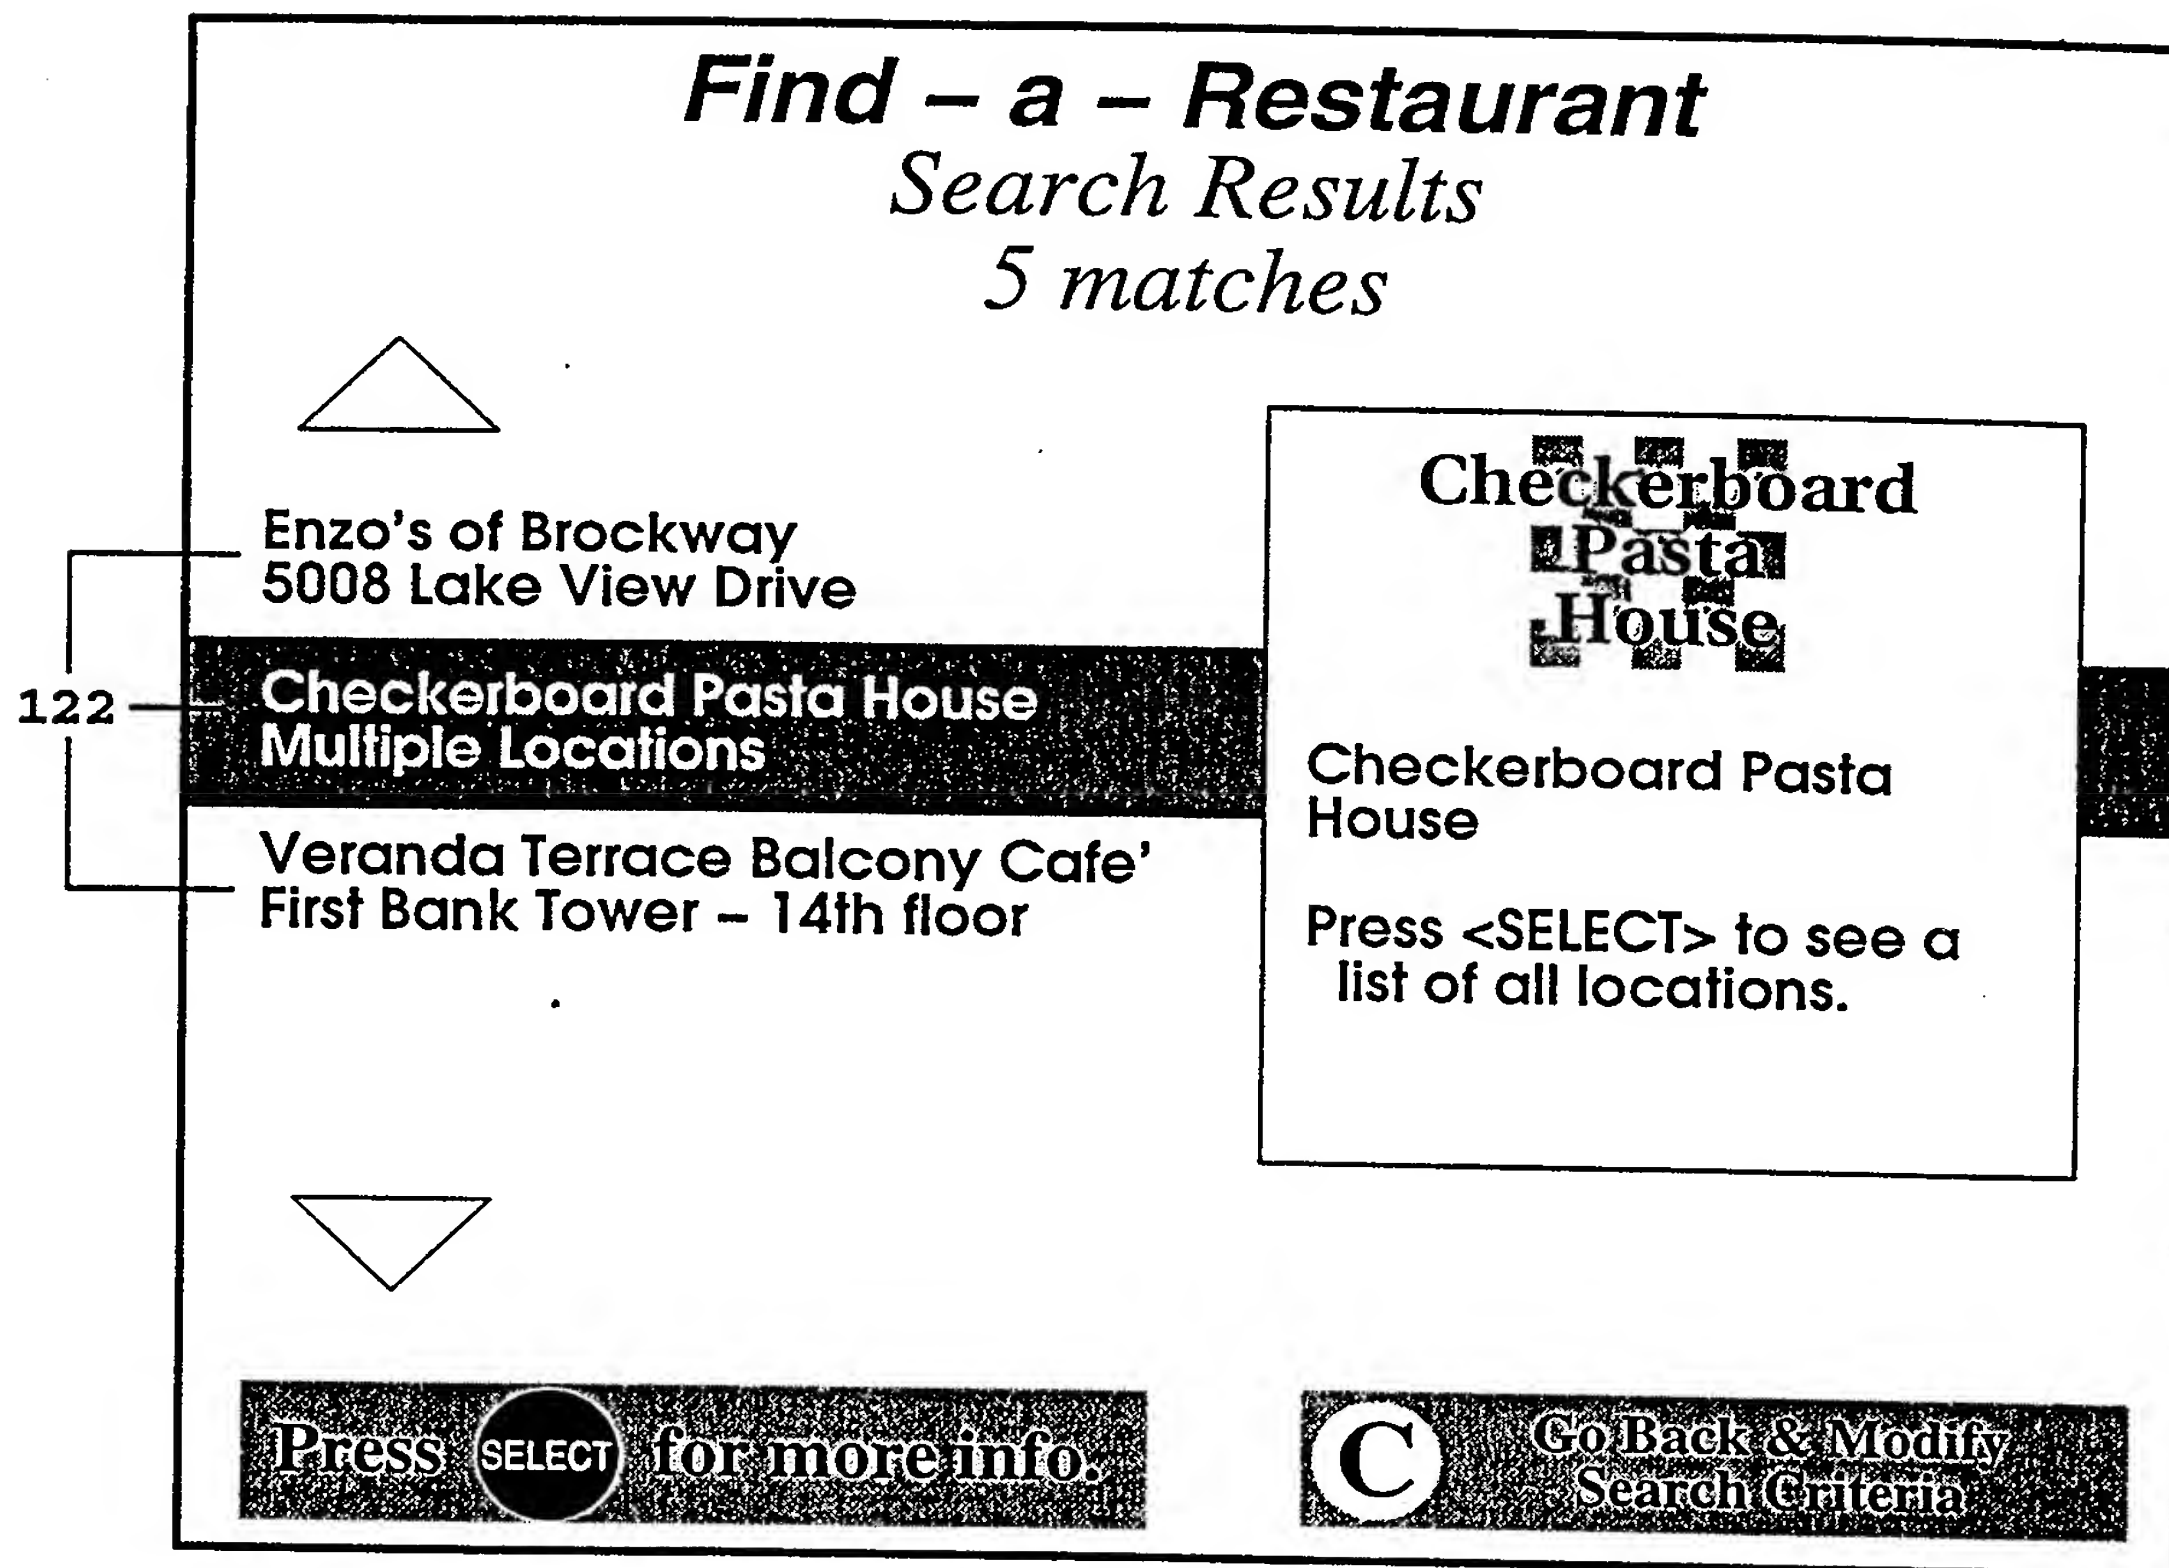 Find – a – Restaurant
Search Results
5 matches
Enzo's of Brockway
5008 Lake View Drive
122
Checkerboard Pasta House
Multiple Locations
Veranda Terrace Balcony Cafe'
First Bank Tower – 14th floor
Checkerboard
Pasta
House
Checkerboard Pasta
House
Press <SELECT> to see a
list of all locations.
Press SELECT for more info.
C Go Back & Modify
Search Criteria